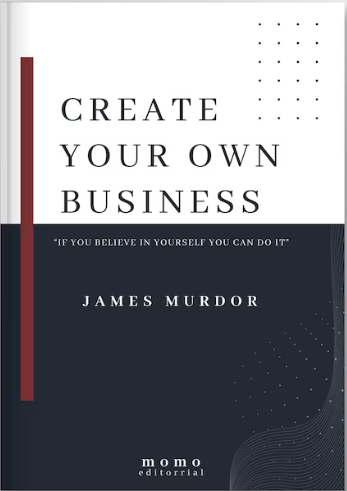 CREATE
YOUR OWN
BUSINESS
"IF YOU BELIEVE IN YOURSELF YOU CAN DO IT"
JAMES MURDOR
momo
editorrial